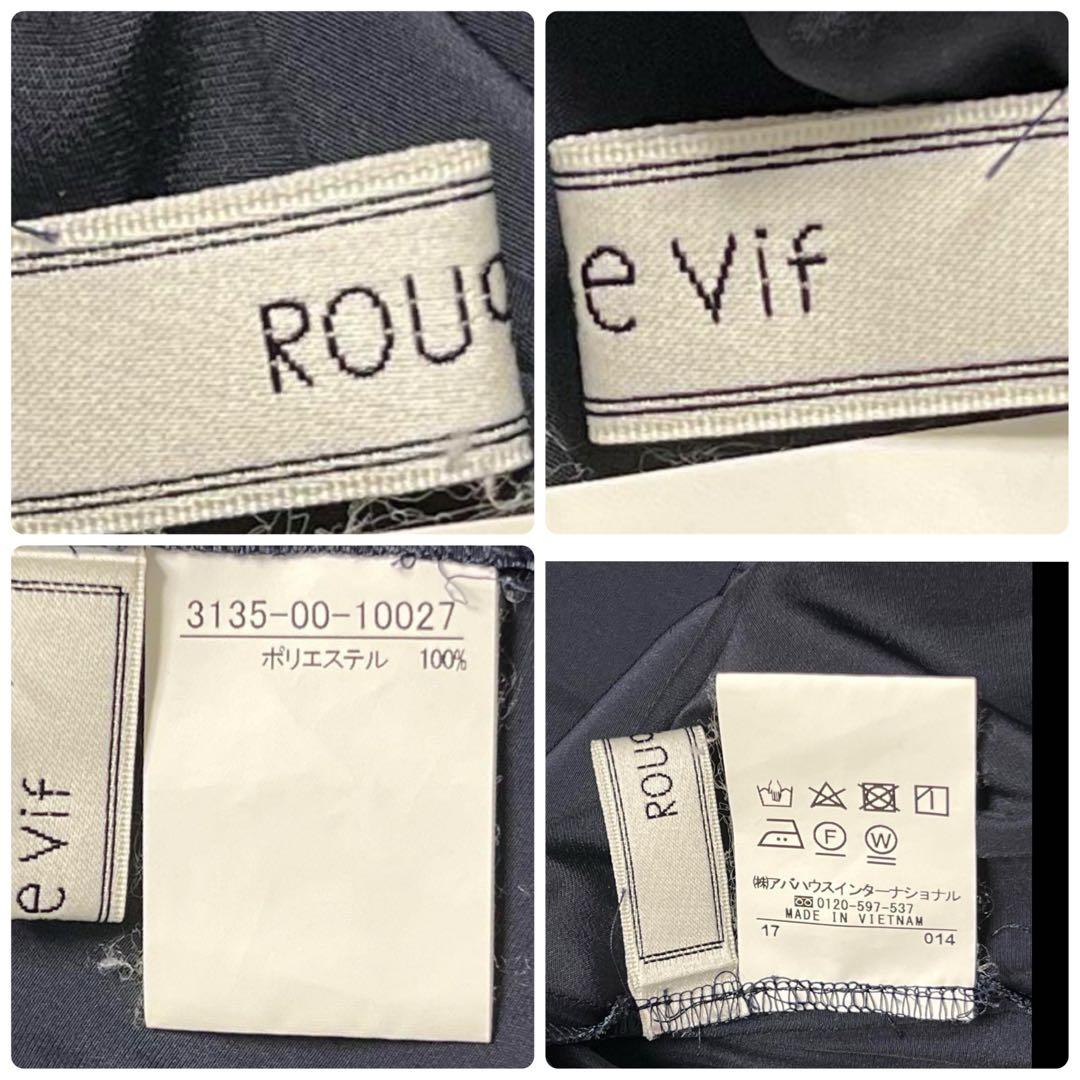 ROUG
e Vif
3135-00-10027
ポリエステル 100%
e Vif
ROUG
F W
㈱アバハウスインターナショナル
0120-597-537
MADE IN VIETNAM
17 014